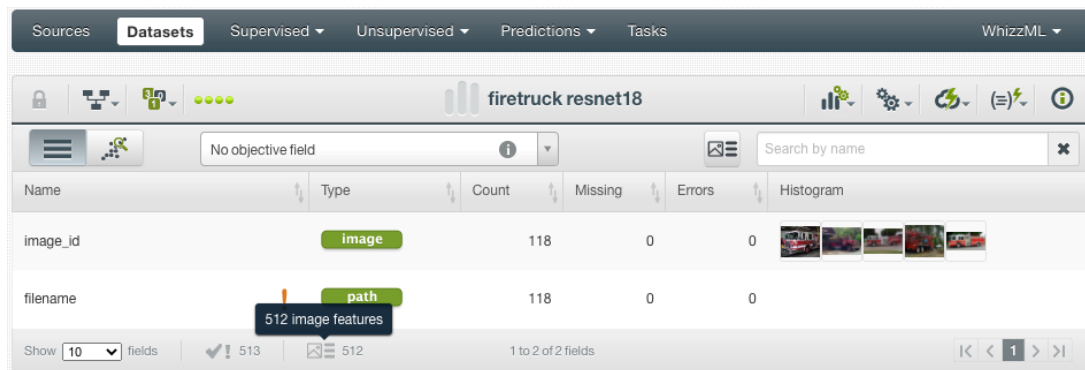 Sources Datasets Supervised Unsupervised Predictions Tasks WhizzML
firetruck resnet18
No objective field Search by name
Name Type Count Missing Errors Histogram
image_id image 118 0 0
filename ! path 118 0 0
512 image features
Show 10 fields 513 512 1 to 2 of 2 fields 1